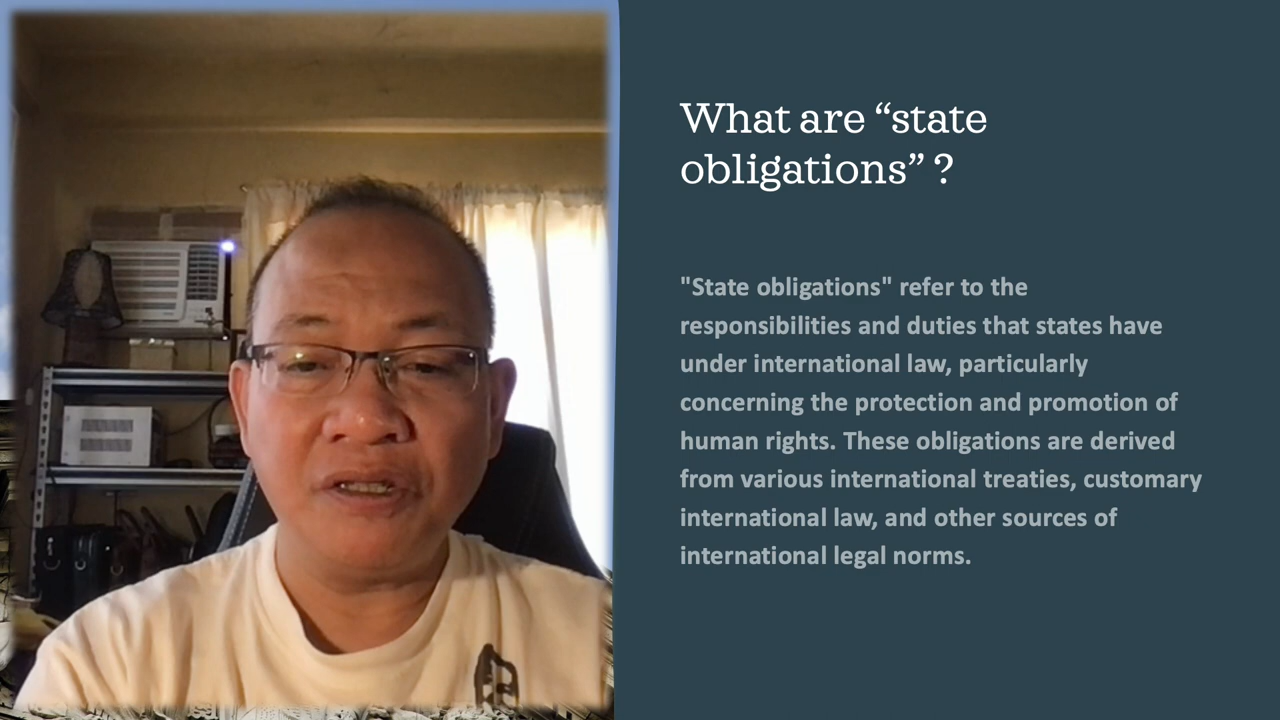 What are “state
obligations” ?
"State obligations" refer to the
responsibilities and duties that states have
under international law, particularly
concerning the protection and promotion of
human rights. These obligations are derived
from various international treaties, customary
international law, and other sources of
international legal norms.